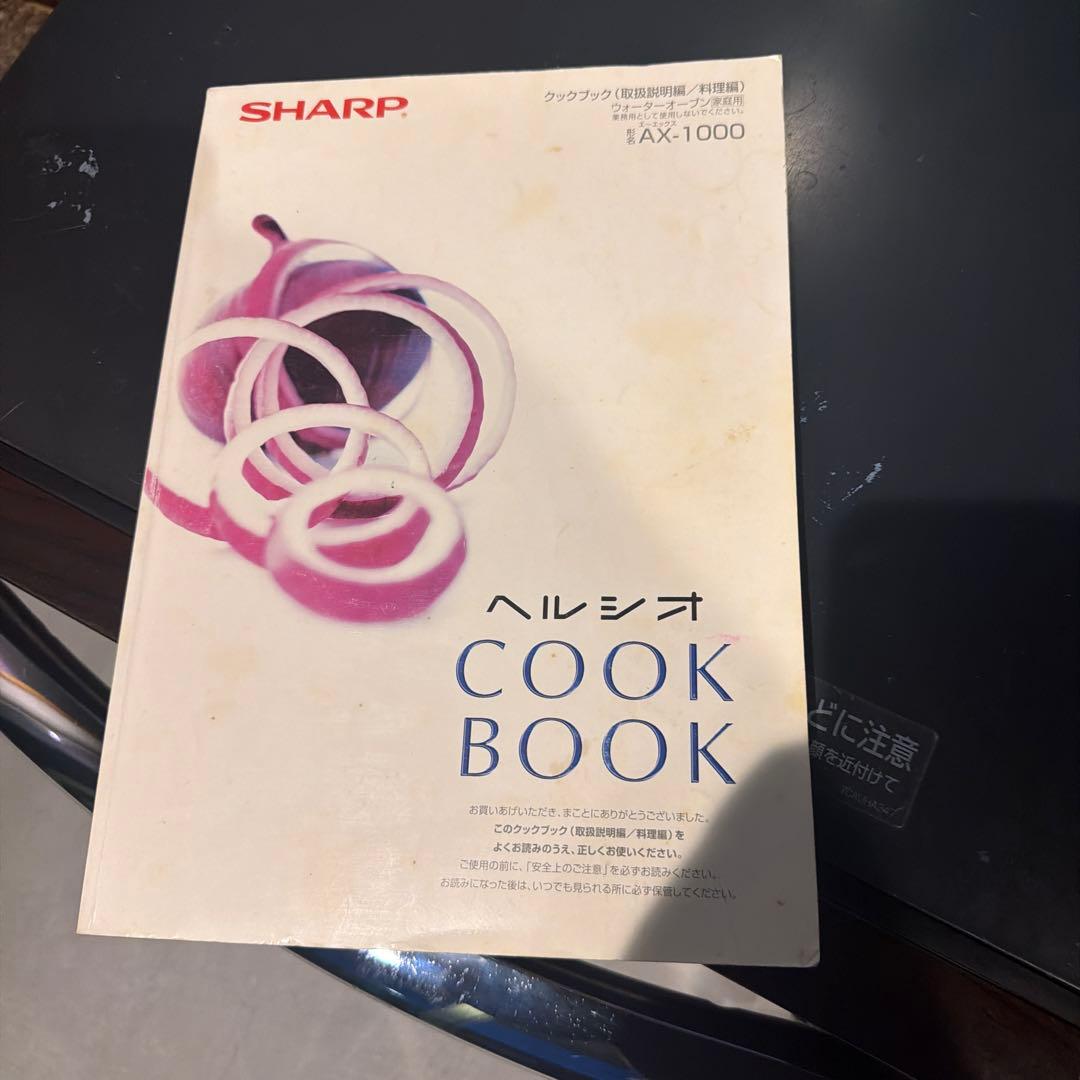 SHARP®
クックブック(取扱説明編/料理編)
ウォーターオーブン 家庭用
業務用として使用しないでください。
エーエックス
形名 AX-1000
ヘルシオ
COOK
BOOK
お買いあげいただき、まことにありがとうございました。
このクックブック(取扱説明編/料理編)を
よくお読みのうえ、正しくお使いください。
ご使用の前に、「安全上のご注意」を必ずお読みください。
お読みになった後は、いつでも見られる所に必ず保管してください。
どに注意
顔を近付けて